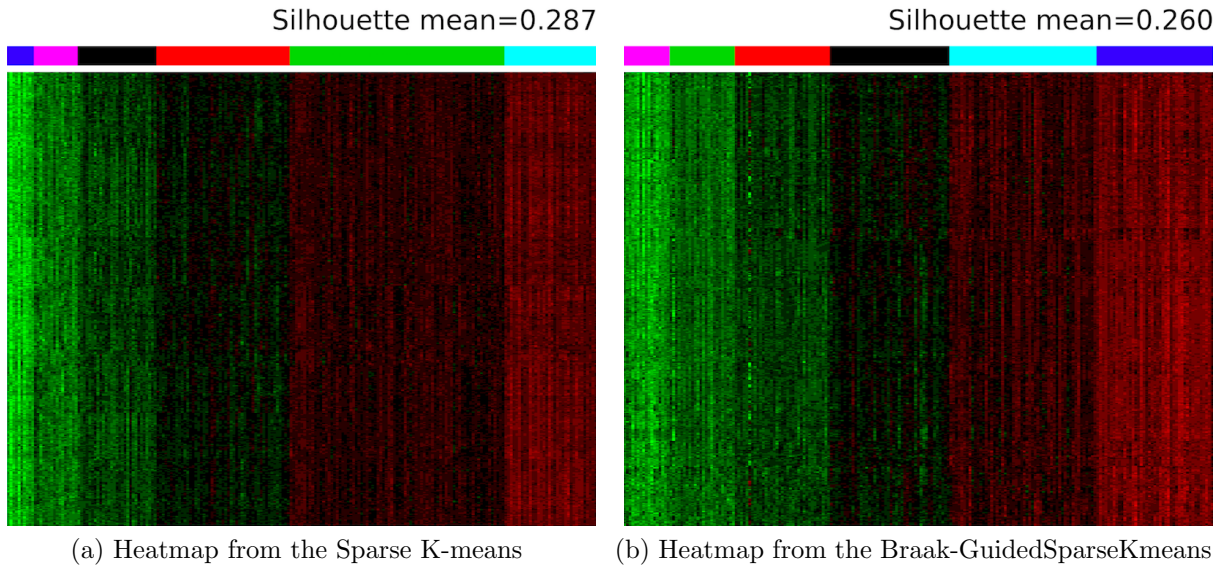 Silhouette mean=0.287
Silhouette mean=0.260
(a) Heatmap from the Sparse K-means
(b) Heatmap from the Braak-GuidedSparseKmeans